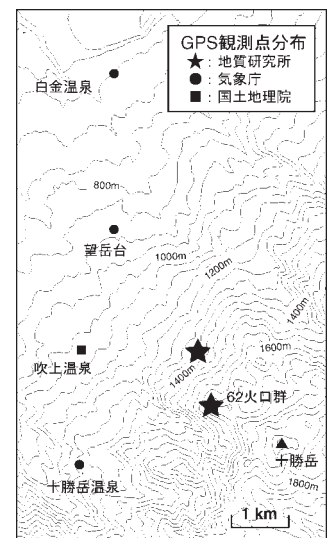 GPS観測点分布
★：地質研究所
●：気象庁
■：国土地理院
白金温泉
800m
望岳台
1000m
1200m
1400m
1600m
吹上温泉
1400m
62火口群
十勝岳
十勝岳温泉
1800m
1 km